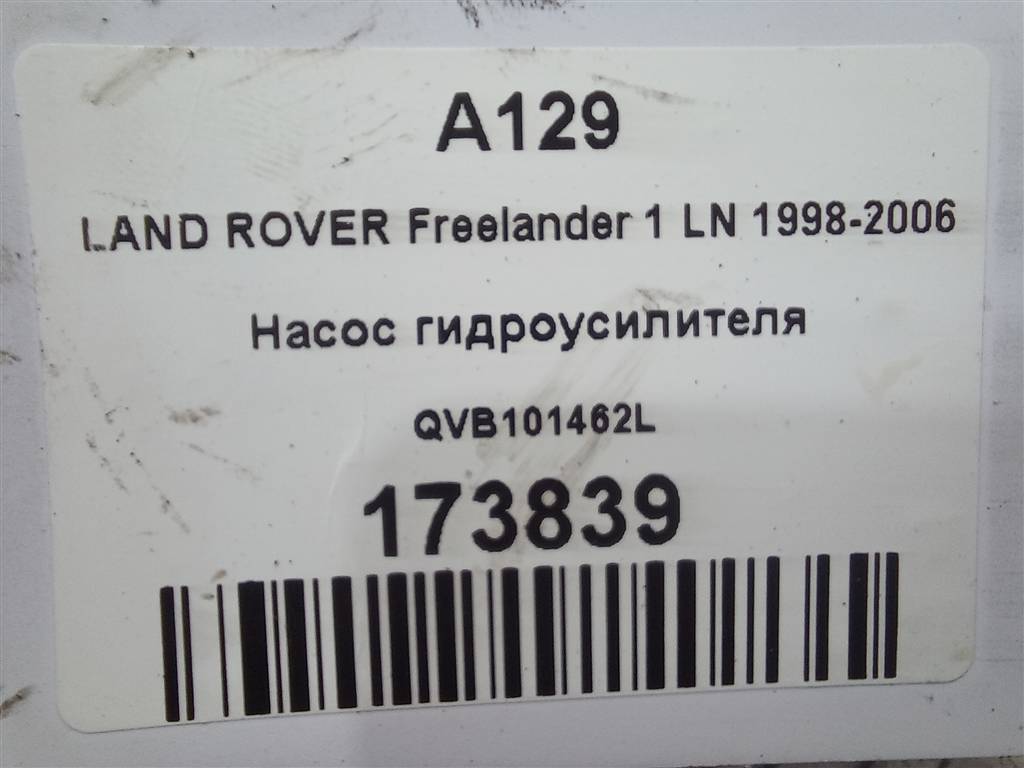 A129
LAND ROVER Freelander 1 LN 1998-2006
Насос гидроусилителя
QVB101462L
173839